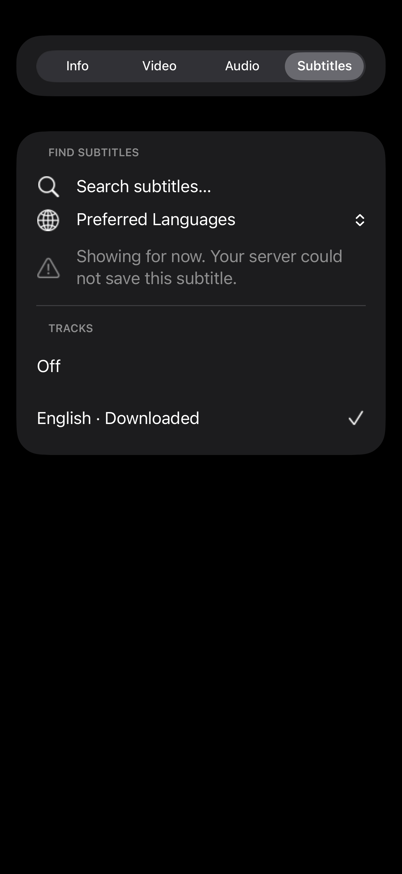 Info
Video
Audio
Subtitles
FIND SUBTITLES
Search subtitles...
Preferred Languages
Showing for now. Your server could
not save this subtitle.
TRACKS
Off
English · Downloaded